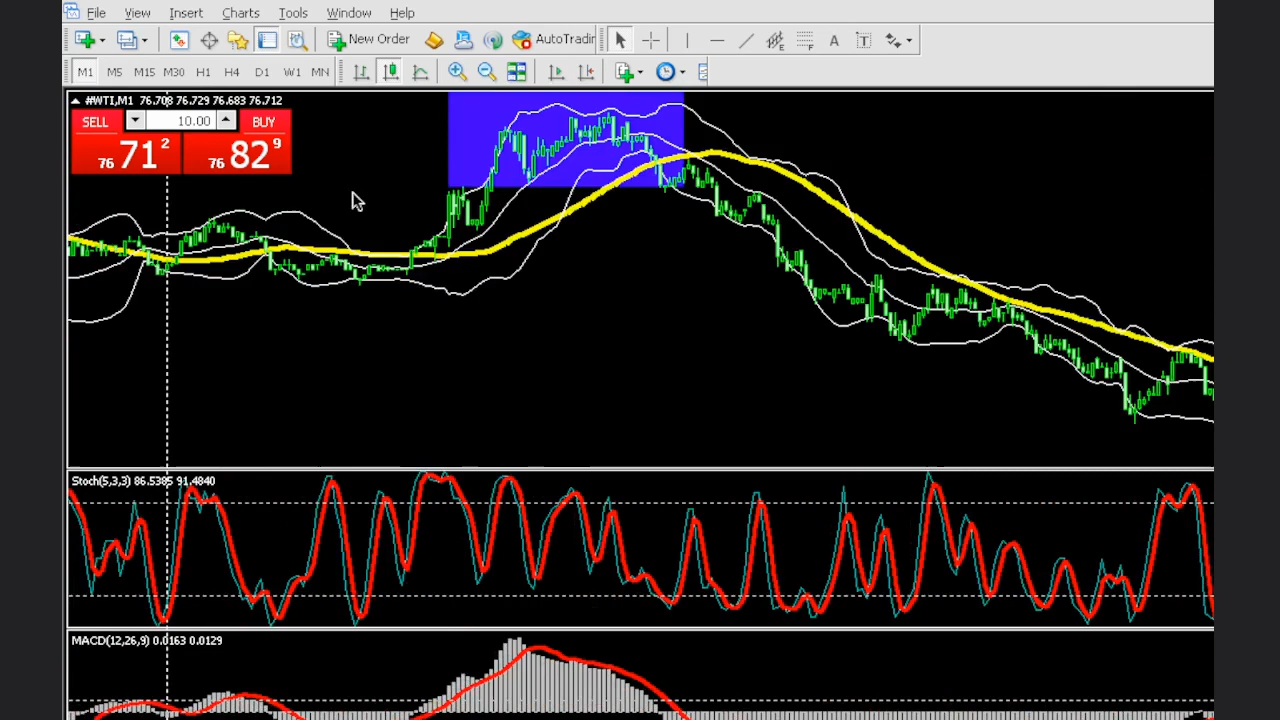 File View Insert Charts Tools Window Help
New Order AutoTradin
M1 M5 M15 M30 H1 H4 D1 W1 MN
#WTI,M1 76.708 76.729 76.683 76.712
SELL 10.00 BUY
76 71 2 76 82 9
Stoch(5,3,3) 86.5385 91.4840
MACD(12,26,9) 0.0163 0.0129